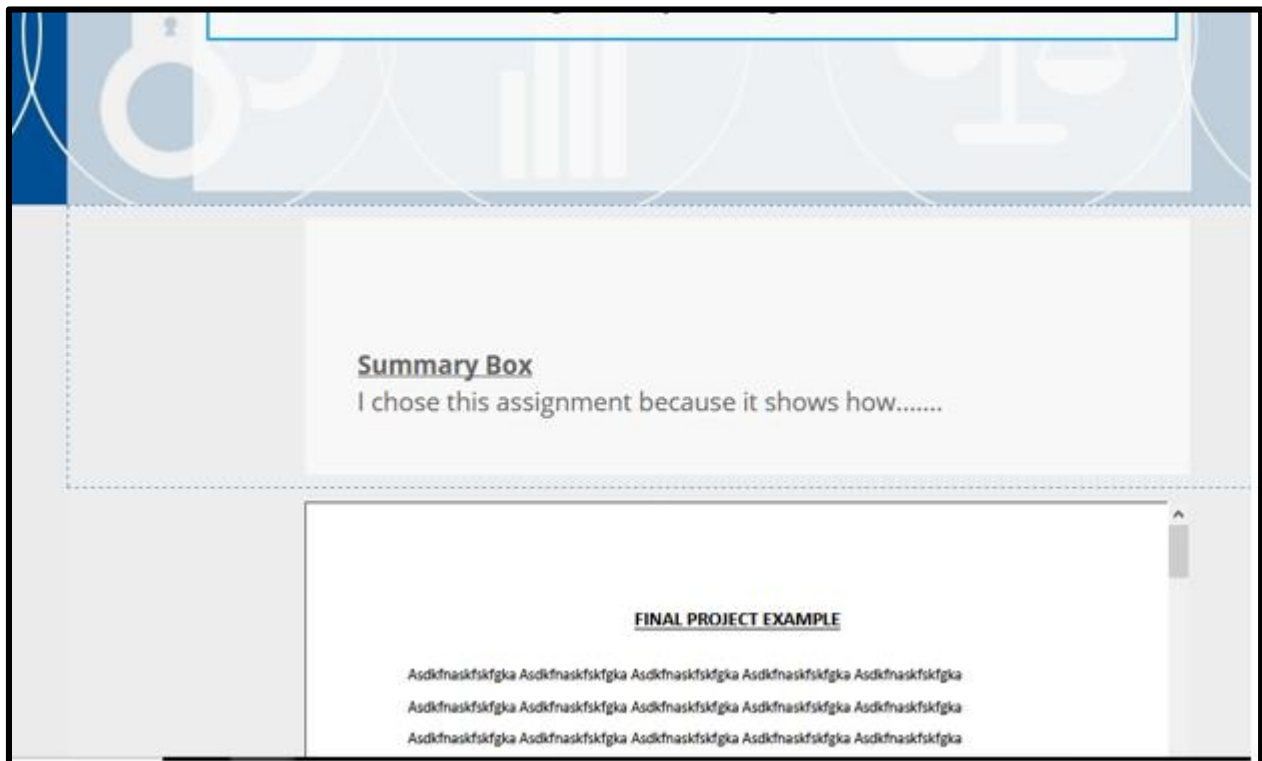 Summary Box
I chose this assignment because it shows how.......
FINAL PROJECT EXAMPLE
Asdkfnaskfskfgka Asdkfnaskfskfgka Asdkfnaskfskfgka Asdkfnaskfskfgka Asdkfnaskfskfgka
Asdkfnaskfskfgka Asdkfnaskfskfgka Asdkfnaskfskfgka Asdkfnaskfskfgka Asdkfnaskfskfgka
Asdkfnaskfskfgka Asdkfnaskfskfgka Asdkfnaskfskfgka Asdkfnaskfskfgka Asdkfnaskfskfgka